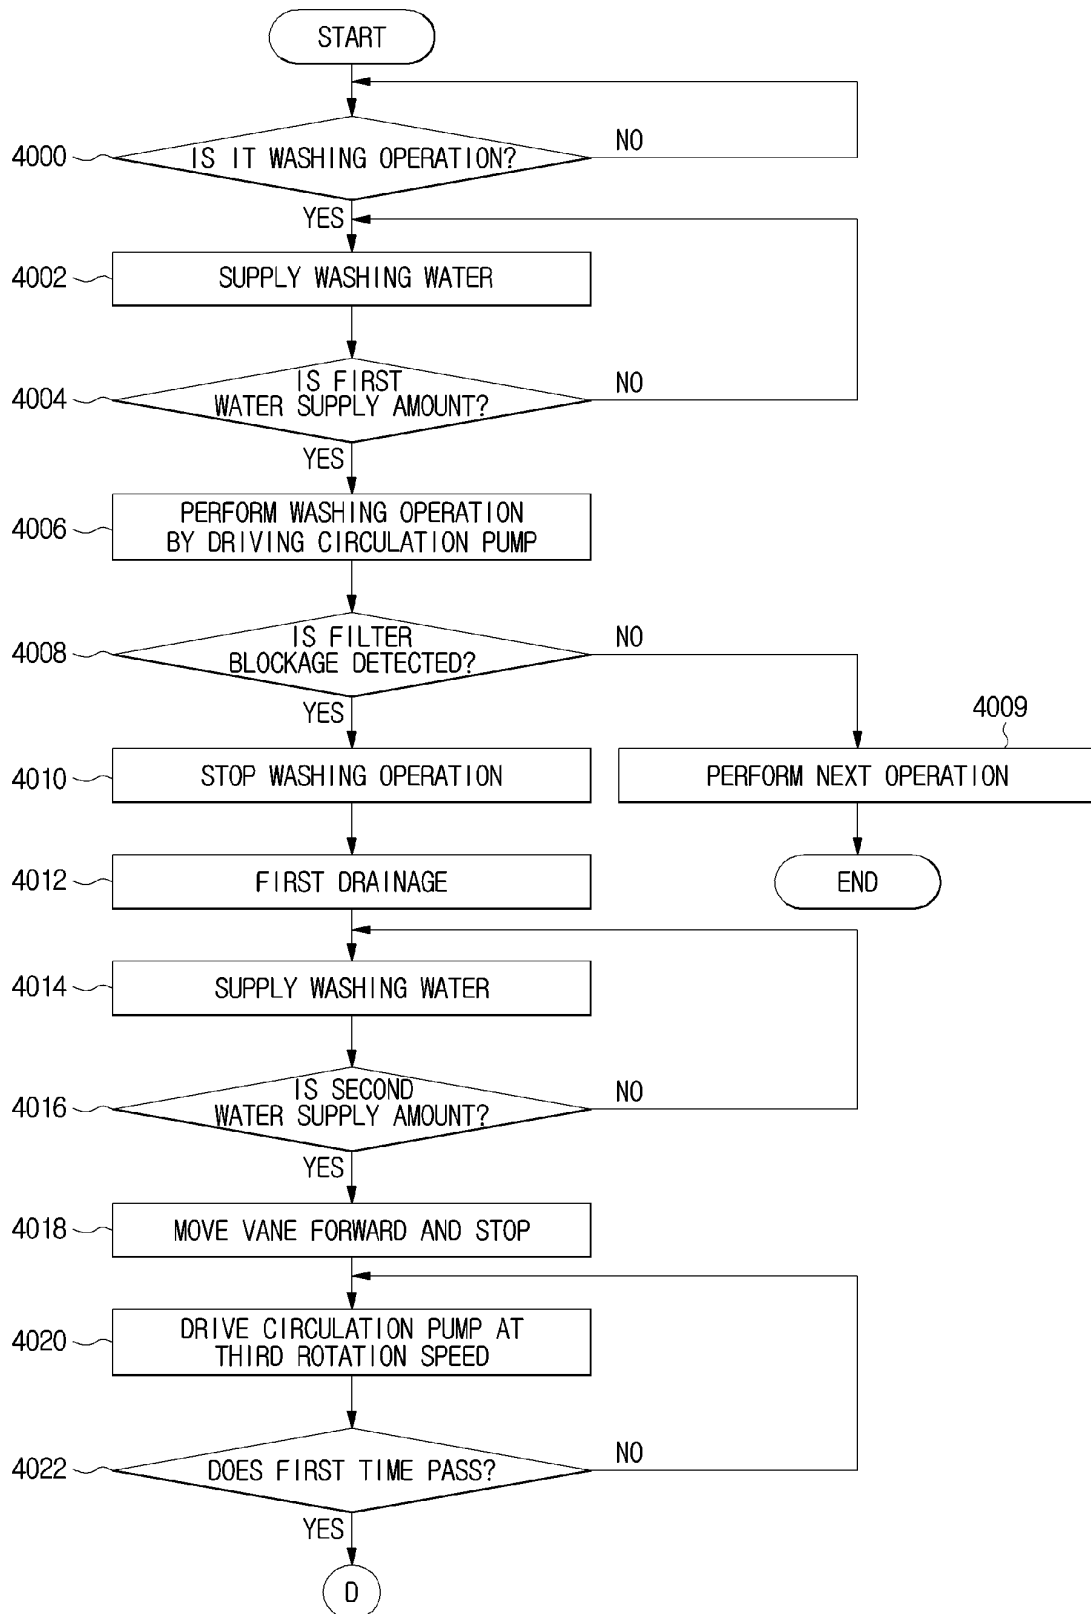 START
4000
IS IT WASHING OPERATION?
NO
YES
4002
SUPPLY WASHING WATER
4004
IS FIRST
WATER SUPPLY AMOUNT?
NO
YES
4006
PERFORM WASHING OPERATION
BY DRIVING CIRCULATION PUMP
4008
IS FILTER
BLOCKAGE DETECTED?
NO
YES
4009
4010
STOP WASHING OPERATION
PERFORM NEXT OPERATION
4012
FIRST DRAINAGE
END
4014
SUPPLY WASHING WATER
4016
IS SECOND
WATER SUPPLY AMOUNT?
NO
YES
4018
MOVE VANE FORWARD AND STOP
4020
DRIVE CIRCULATION PUMP AT
THIRD ROTATION SPEED
4022
DOES FIRST TIME PASS?
NO
YES
D